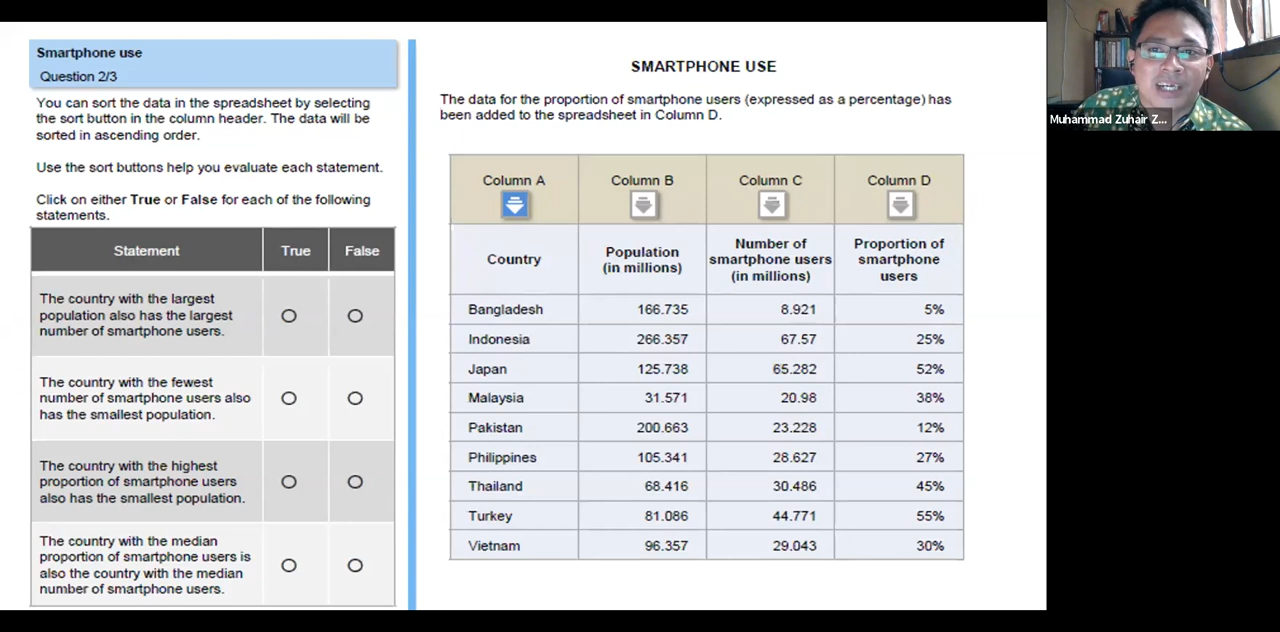 Smartphone use
Question 2/3
You can sort the data in the spreadsheet by selecting
the sort button in the column header. The data will be
sorted in ascending order.
Use the sort buttons help you evaluate each statement.
Click on either True or False for each of the following
statements.
Statement True False
The country with the largest
population also has the largest
number of smartphone users.
The country with the fewest
number of smartphone users also
has the smallest population.
The country with the highest
proportion of smartphone users
also has the smallest population.
The country with the median
proportion of smartphone users is
also the country with the median
number of smartphone users.
SMARTPHONE USE
The data for the proportion of smartphone users (expressed as a percentage) has
been added to the spreadsheet in Column D.
Column A Column B Column C Column D
Country
Population
(in millions)
Number of
smartphone users
(in millions)
Proportion of
smartphone
users
Bangladesh 166.735 8.921 5%
Indonesia 266.357 67.57 25%
Japan 125.738 65.282 52%
Malaysia 31.571 20.98 38%
Pakistan 200.663 23.228 12%
Philippines 105.341 28.627 27%
Thailand 68.416 30.486 45%
Turkey 81.086 44.771 55%
Vietnam 96.357 29.043 30%
Muhammad Zuhair Z...